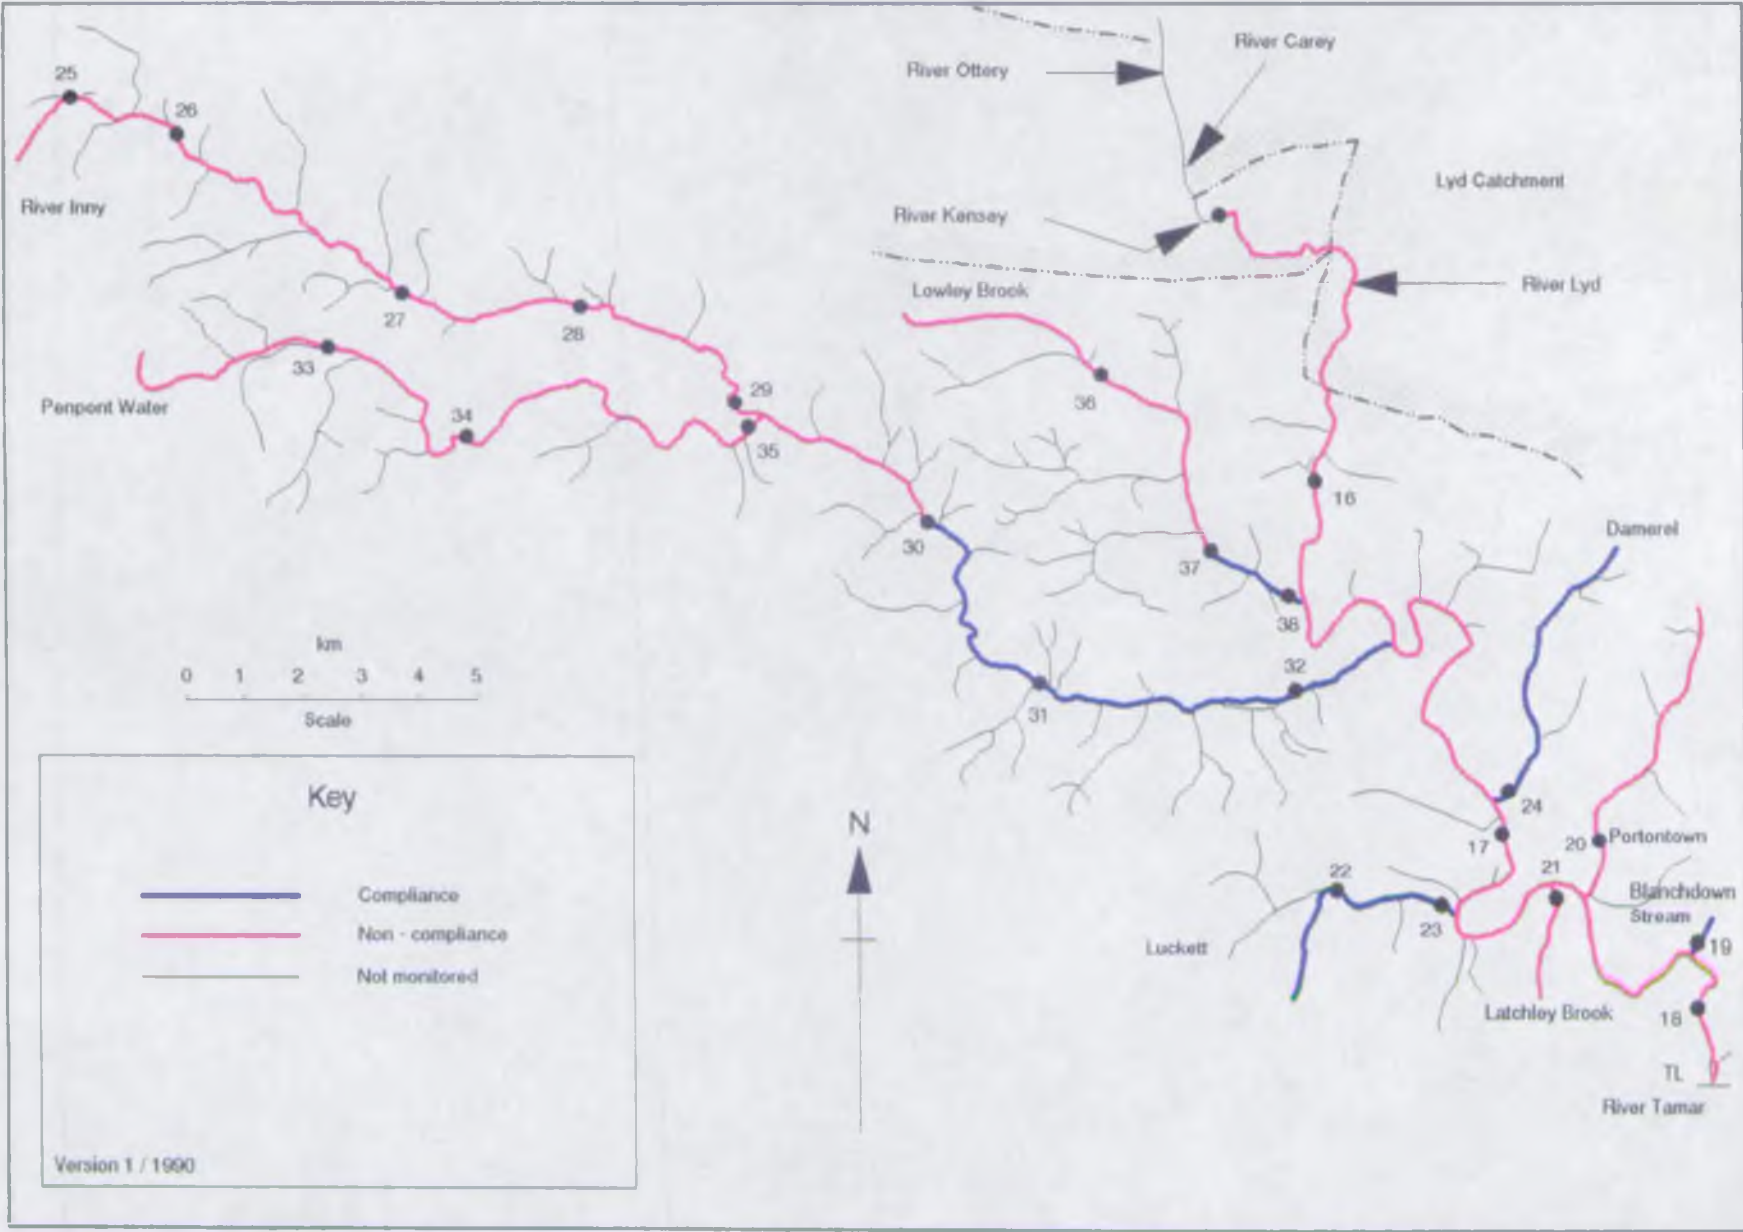 River Carey
River Ottery
25
26
Lyd Catchment
River Inny
River Kensey
River Lyd
Lowley Brook
27
28
33
29
36
Penpont Water
34
35
16
Damerel
30
37
38
km
32
0 1 2 3 4 5
31
Scale
Key
24
N
17
20
Portontown
21
22
Compliance
Blanchdown
Stream
23
Non - compliance
Luckett
19
Not monitored
Latchley Brook
18
TL
River Tamar
Version 1 / 1990